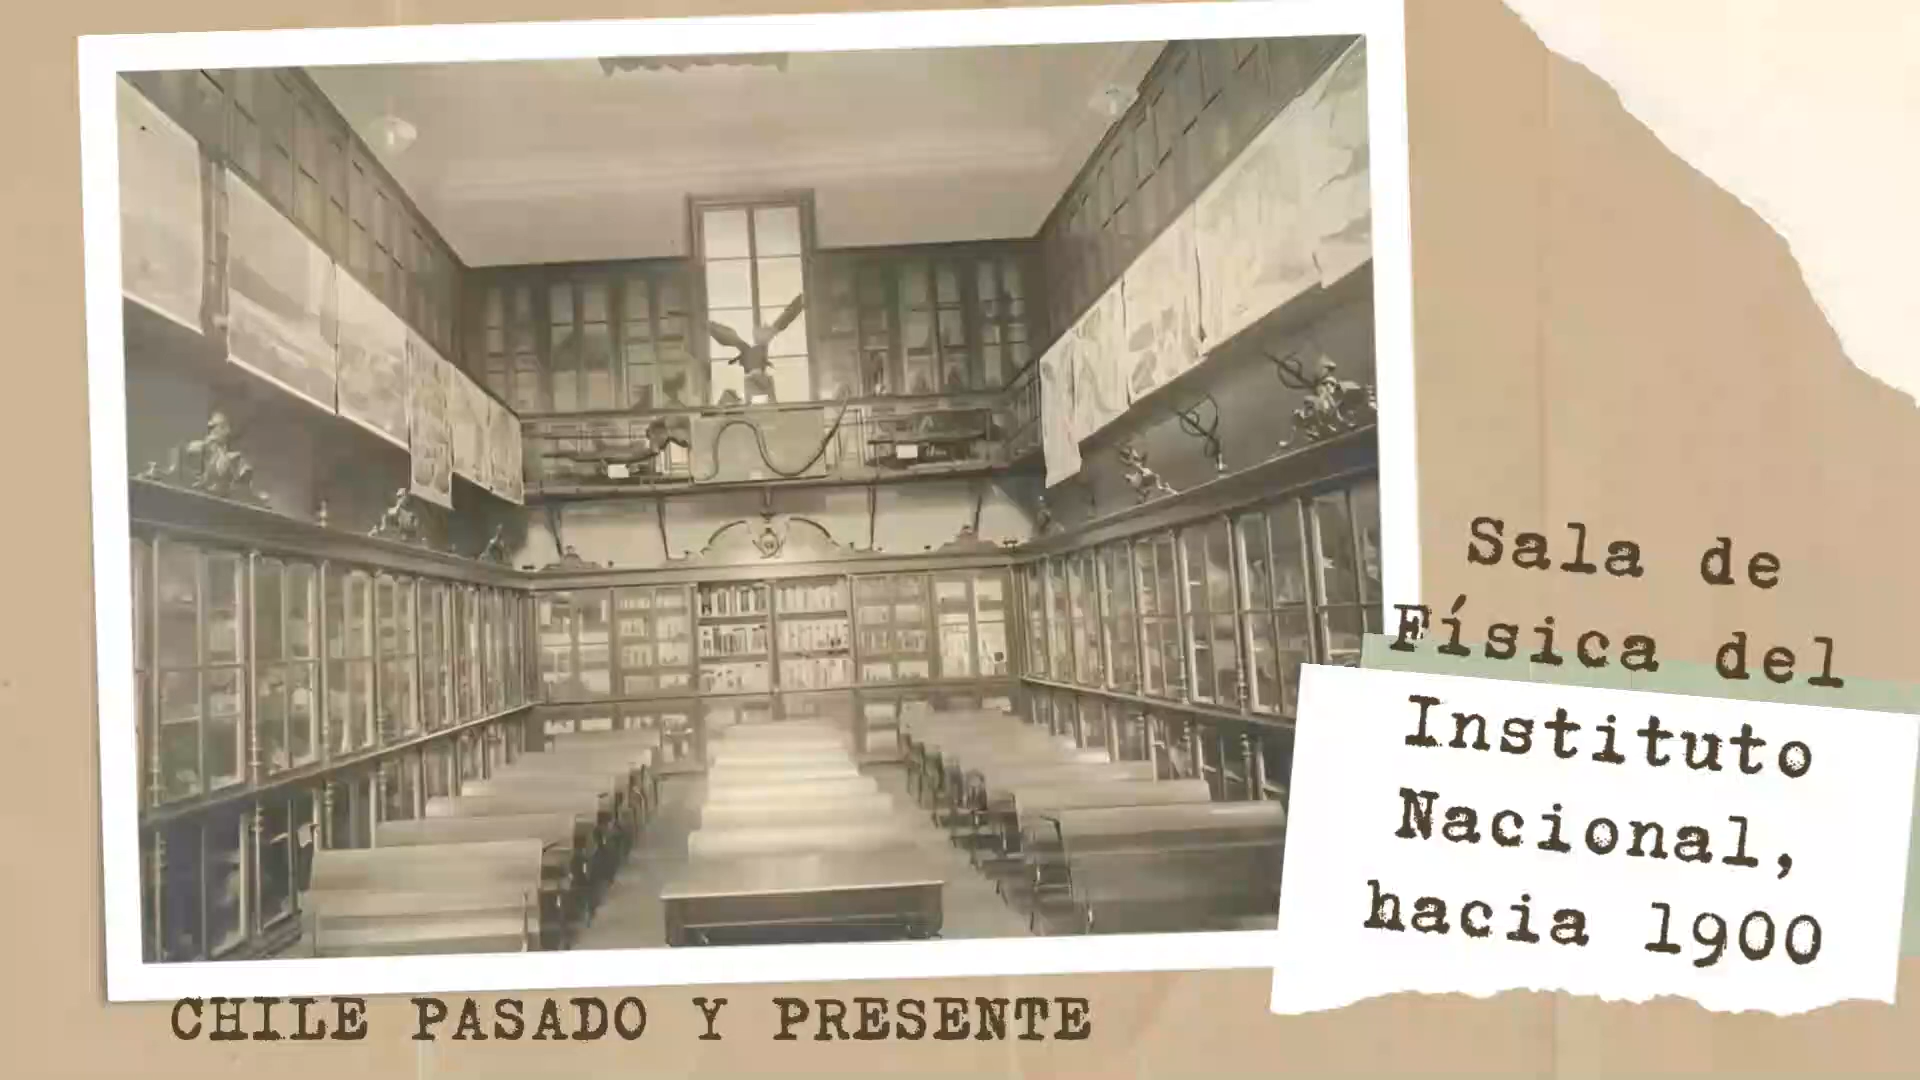 Sala de
Física del
Instituto
Nacional,
hacia 1900
CHILE PASADO Y PRESENTE